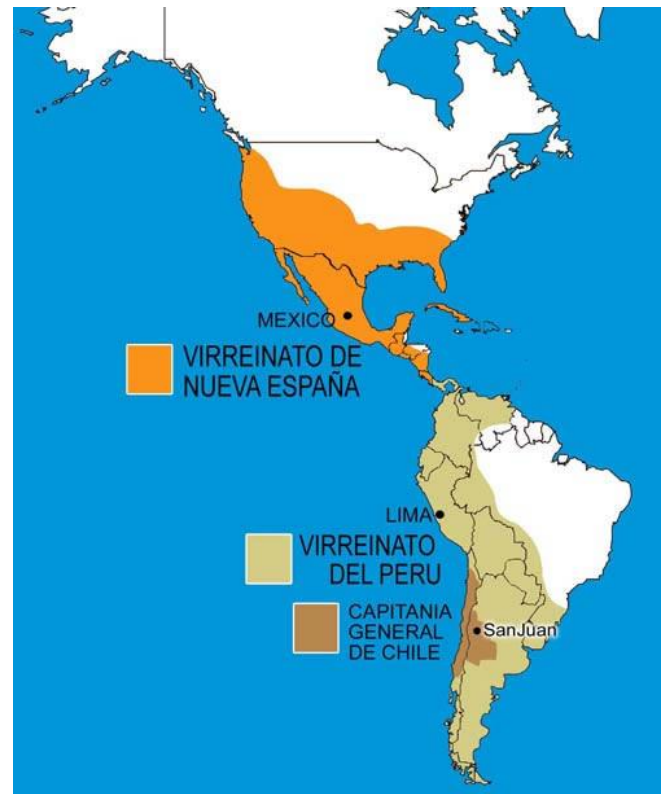 MEXICO
VIRREINATO DE
NUEVA ESPAÑA
LIMA
VIRREINATO
DEL PERU
CAPITANIA
GENERAL
DE CHILE
SanJuan